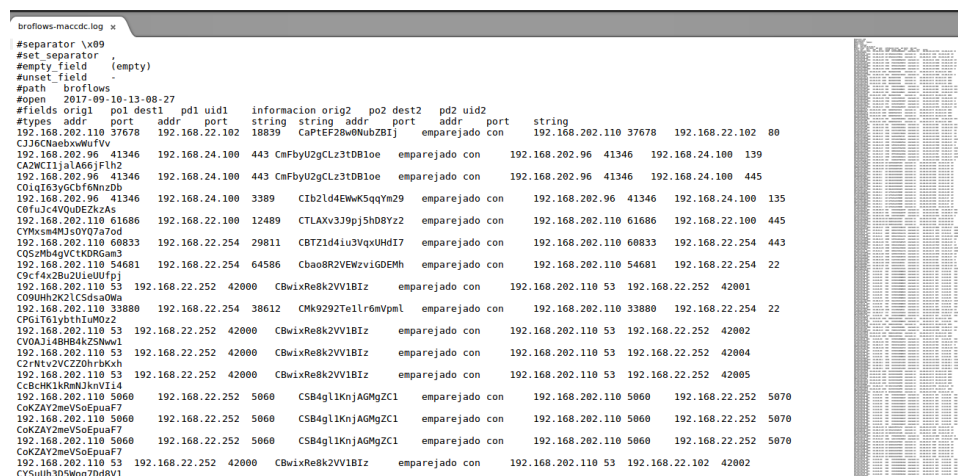 broflows-maccdc.log ×
#separator \x09
#set_separator ,
#empty_field (empty)
#unset_field -
#path broflows
#open 2017-09-10-13-08-27
#fields orig1 po1 dest1 pd1 uid1 informacion orig2 po2 dest2 pd2 uid2
#types addr port addr port string string addr port addr port string
192.168.202.110 37678 192.168.22.102 18839 CaPtEF28w0NubZBIj emparejado con 192.168.202.110 37678 192.168.22.102 80
CJJ6CNaebxwWufVv
192.168.202.96 41346 192.168.24.100 443 CmFbyU2gCLz3tDB1oe emparejado con 192.168.202.96 41346 192.168.24.100 139
CA2WCI1jalA66jFlh2
192.168.202.96 41346 192.168.24.100 443 CmFbyU2gCLz3tDB1oe emparejado con 192.168.202.96 41346 192.168.24.100 445
COiqI63yGCbf6NnzDb
192.168.202.96 41346 192.168.24.100 3389 CIb2ld4EWwK5qqYm29 emparejado con 192.168.202.96 41346 192.168.24.100 135
C0fuJc4VQuDEZkzAs
192.168.202.110 61686 192.168.22.100 12489 CTLAXv3J9pj5hD8Yz2 emparejado con 192.168.202.110 61686 192.168.22.100 445
CYMxsm4MJsOYQ7a7od
192.168.202.110 60833 192.168.22.254 29811 CBTZ1d4iu3VqxUHdI7 emparejado con 192.168.202.110 60833 192.168.22.254 443
CQSzMb4gVCtKDRGam3
192.168.202.110 54681 192.168.22.254 64586 Cbao8R2VEWzviGDEMh emparejado con 192.168.202.110 54681 192.168.22.254 22
C9cf4x2Bu2UieUUfpj
192.168.202.110 53 192.168.22.252 42000 CBwixRe8k2VV1BIz emparejado con 192.168.202.110 53 192.168.22.252 42001
CO9UHh2K2lCSdsaOWa
192.168.202.110 33880 192.168.22.254 38612 CMk9292Te1lr6mVpml emparejado con 192.168.202.110 33880 192.168.22.254 22
CPGiT61ybthIuMOz2
192.168.202.110 53 192.168.22.252 42000 CBwixRe8k2VV1BIz emparejado con 192.168.202.110 53 192.168.22.252 42002
CVOAJi4BHB4kZSNww1
192.168.202.110 53 192.168.22.252 42000 CBwixRe8k2VV1BIz emparejado con 192.168.202.110 53 192.168.22.252 42004
C2rNtv2VCZZOhrbKxh
192.168.202.110 53 192.168.22.252 42000 CBwixRe8k2VV1BIz emparejado con 192.168.202.110 53 192.168.22.252 42005
CcBcHK1kRmNJknVIi4
192.168.202.110 5060 192.168.22.252 5060 CSB4gl1KnjAGMgZC1 emparejado con 192.168.202.110 5060 192.168.22.252 5070
CoKZAY2meVSoEpuaF7
192.168.202.110 5060 192.168.22.252 5060 CSB4gl1KnjAGMgZC1 emparejado con 192.168.202.110 5060 192.168.22.252 5070
CoKZAY2meVSoEpuaF7
192.168.202.110 5060 192.168.22.252 5060 CSB4gl1KnjAGMgZC1 emparejado con 192.168.202.110 5060 192.168.22.252 5070
CoKZAY2meVSoEpuaF7
192.168.202.110 53 192.168.22.252 42000 CBwixRe8k2VV1BIz emparejado con 192.168.202.110 53 192.168.22.102 42002